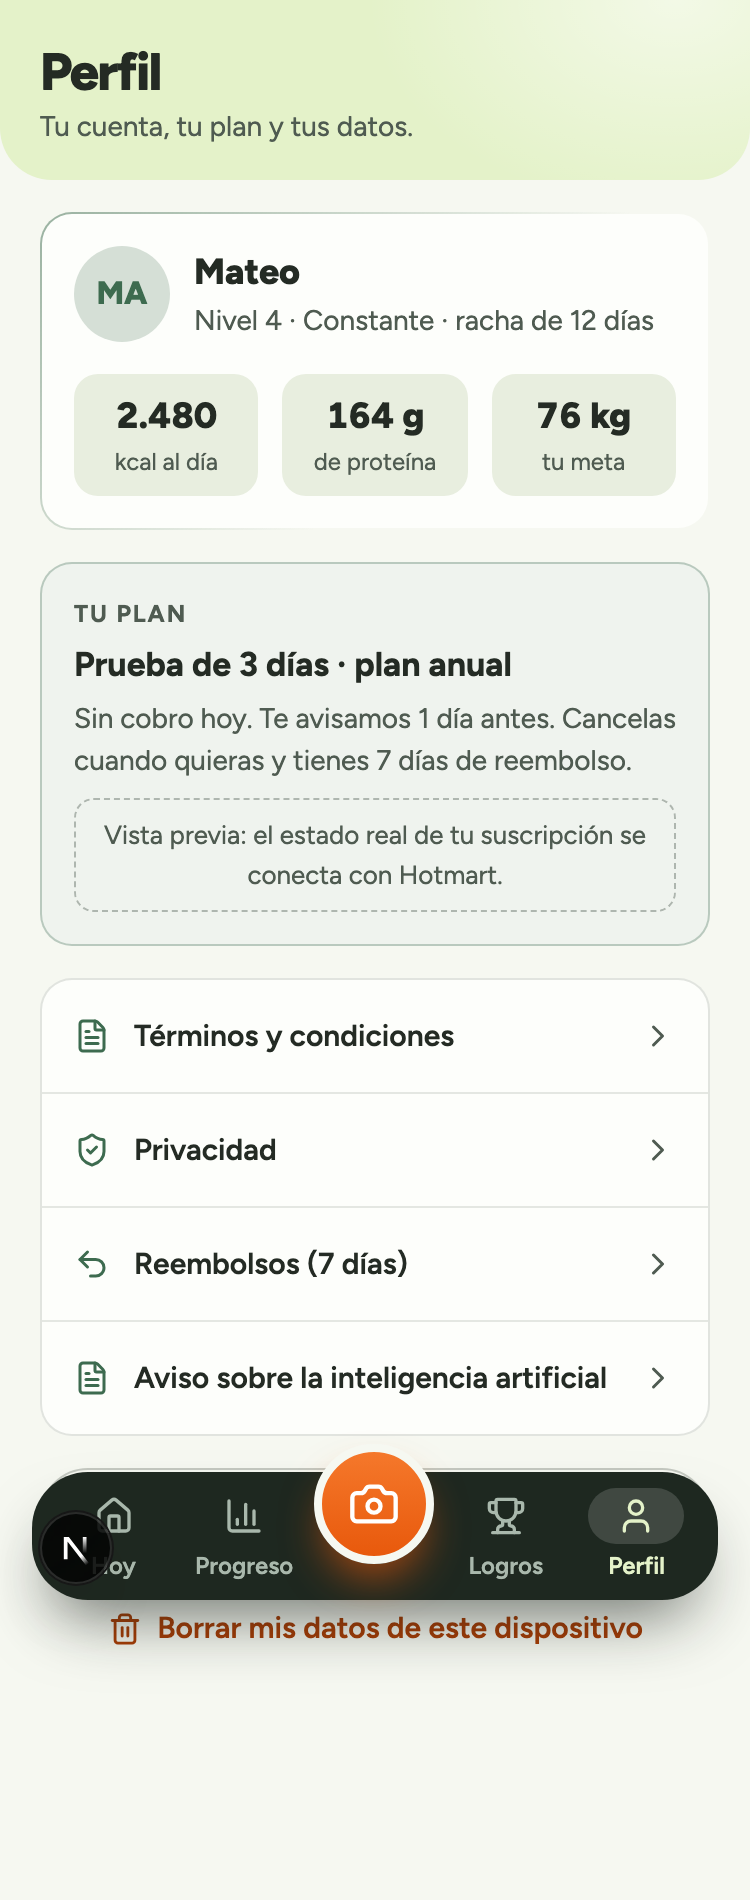 Perfil
Tu cuenta, tu plan y tus datos.
MA
Mateo
Nivel 4 · Constante · racha de 12 días
2.480
kcal al día
164 g
de proteína
76 kg
tu meta
TU PLAN
Prueba de 3 días · plan anual
Sin cobro hoy. Te avisamos 1 día antes. Cancelas
cuando quieras y tienes 7 días de reembolso.
Vista previa: el estado real de tu suscripción se
conecta con Hotmart.
Términos y condiciones
Privacidad
Reembolsos (7 días)
Aviso sobre la inteligencia artificial
N
Hoy
Progreso
Logros
Perfil
Borrar mis datos de este dispositivo